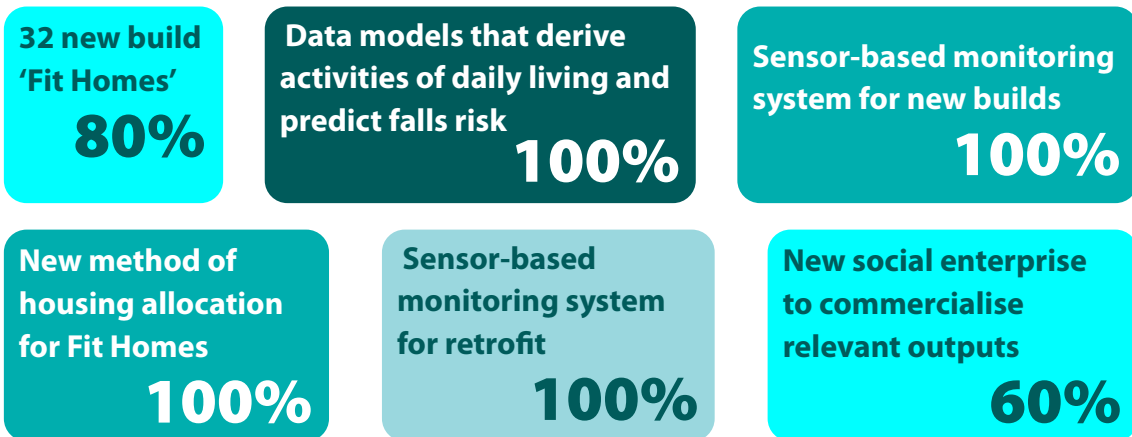 32 new build
‘Fit Homes’
80%
Data models that derive
activities of daily living and
predict falls risk
100%
Sensor-based monitoring
system for new builds
100%
New method of
housing allocation
for Fit Homes
100%
Sensor-based
monitoring system
for retrofit
100%
New social enterprise
to commercialise
relevant outputs
60%